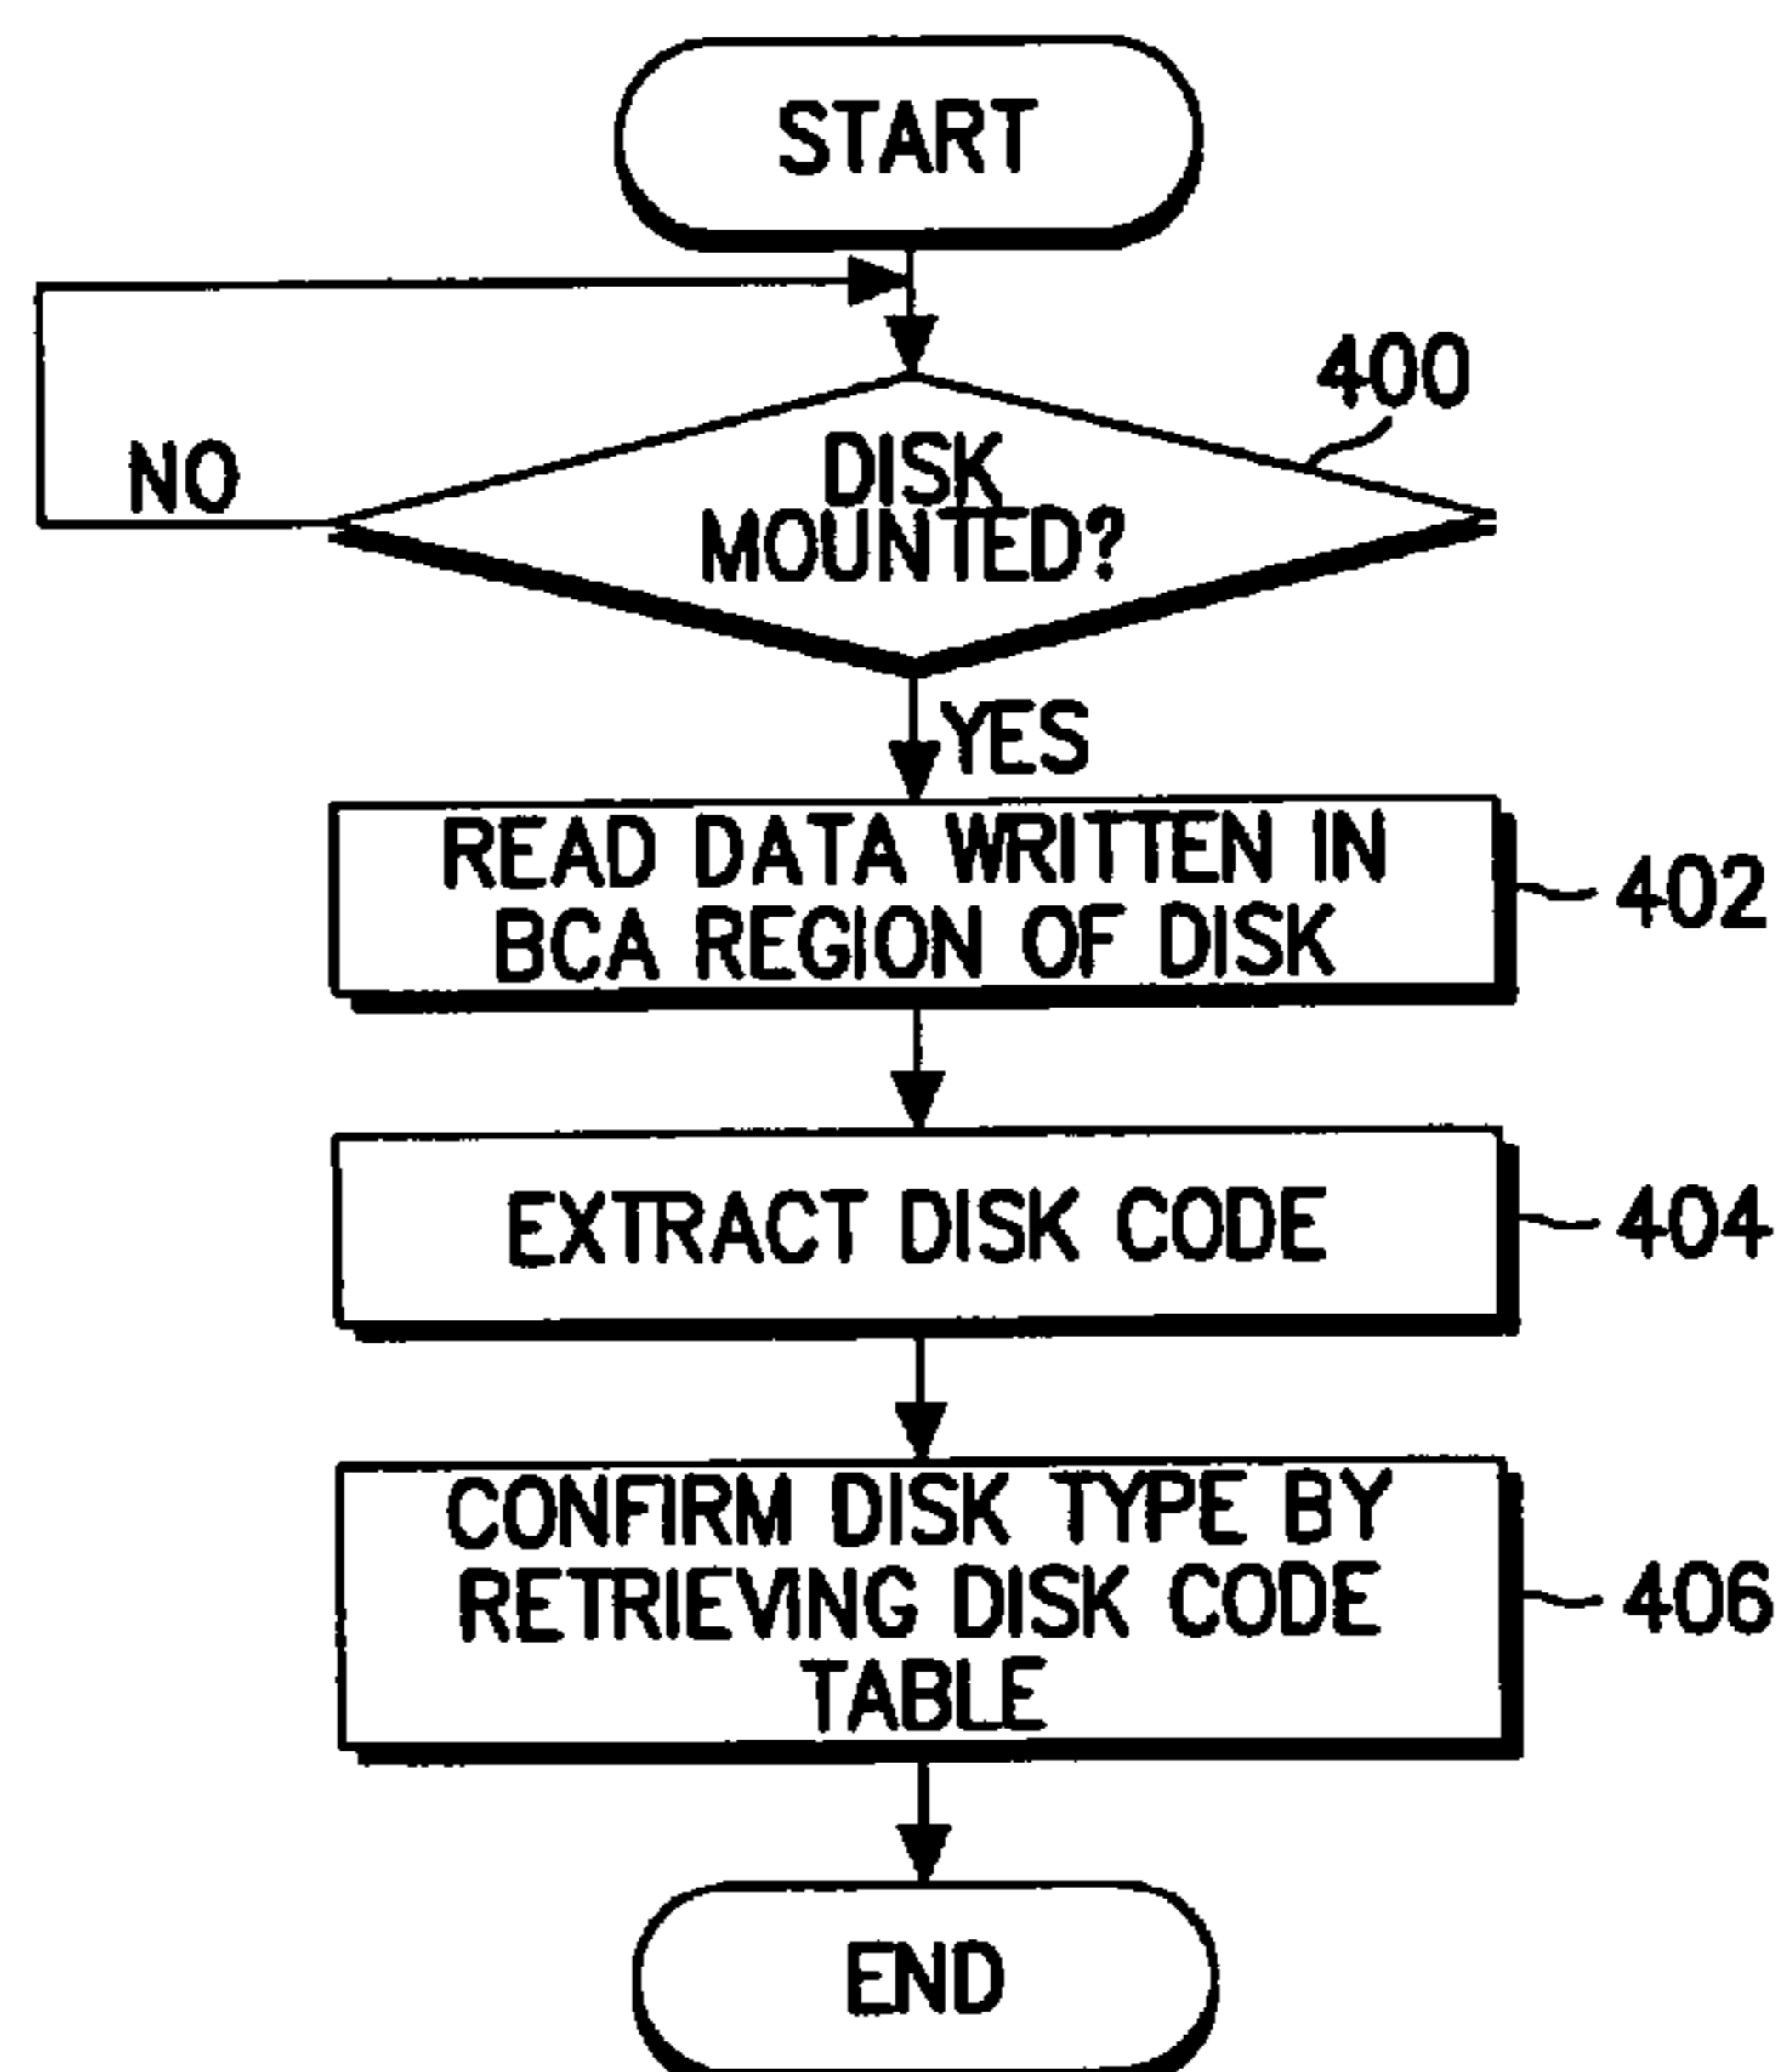 START
400
DISK
MOUNTED?
NO
YES
READ DATA WRITTEN IN
BCA REGION OF DISK
402
EXTRACT DISK CODE
404
CONFIRM DISK TYPE BY
RETRIEVING DISK CODE
TABLE
406
END